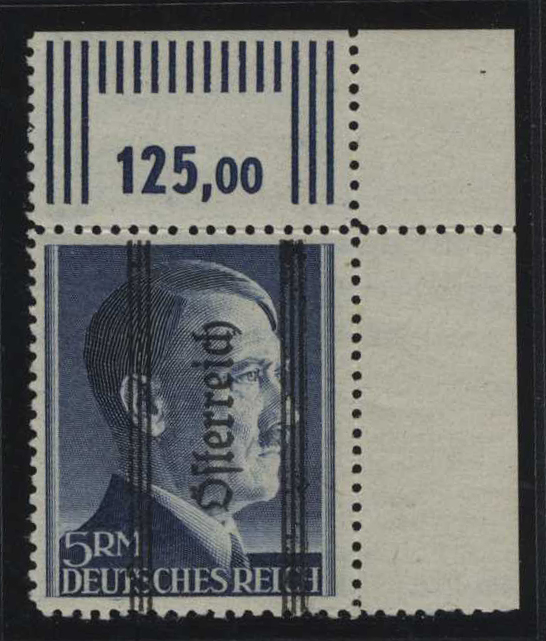 125,00
Österreich
5RM
DEUTSCHES REICH